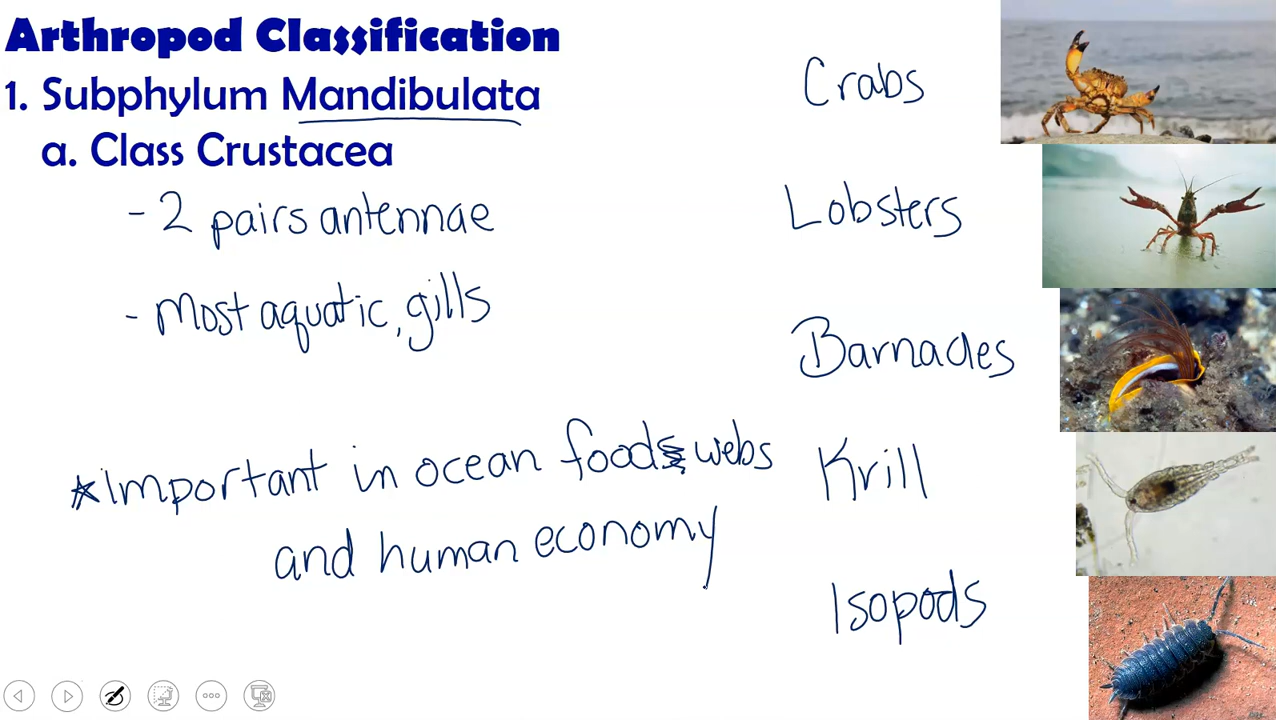 Arthropod Classification
1. Subphylum Mandibulata
a. Class Crustacea
- 2 pairs antennae
- Most aquatic, gills
*Important in ocean foods webs
and human economy
Crabs
Lobsters
Barnacles
Krill
Isopods